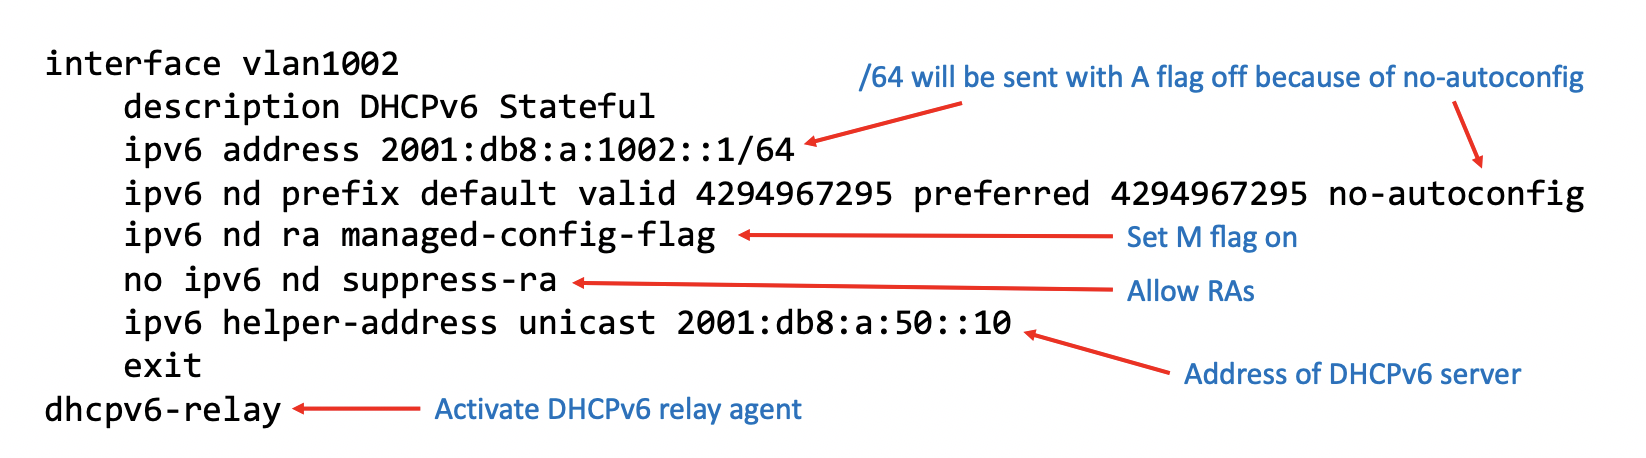 interface vlan1002
/64 will be sent with A flag off because of no-autoconfig
description DHCPv6 Stateful
ipv6 address 2001:db8:a:1002::1/64
ipv6 nd prefix default valid 4294967295 preferred 4294967295 no-autoconfig
ipv6 nd ra managed-config-flag
Set M flag on
no ipv6 nd suppress-ra
Allow RAs
ipv6 helper-address unicast 2001:db8:a:50::10
exit
Address of DHCPv6 server
dhcpv6-relay
Activate DHCPv6 relay agent